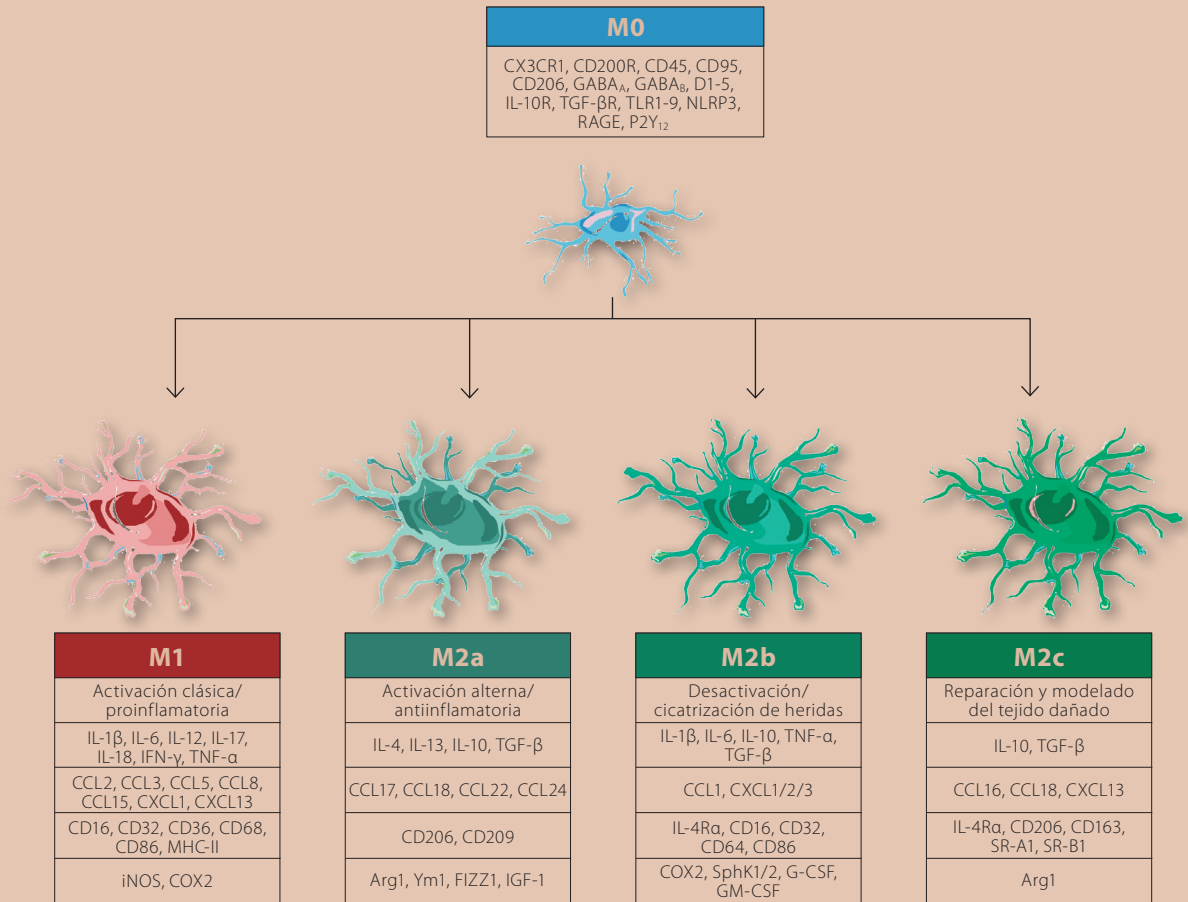 M0
CX3CR1, CD200R, CD45, CD95,
CD206, GABAA, GABAB, D1-5,
IL-10R, TGF-βR, TLR1-9, NLRP3,
RAGE, P2Y12
M1
Activación clásica/
proinflamatoria
IL-1β, IL-6, IL-12, IL-17,
IL-18, IFN-γ, TNF-α
CCL2, CCL3, CCL5, CCL8,
CCL15, CXCL1, CXCL13
CD16, CD32, CD36, CD68,
CD86, MHC-II
iNOS, COX2
M2a
Activación alterna/
antiinflamatoria
IL-4, IL-13, IL-10, TGF-β
CCL17, CCL18, CCL22, CCL24
CD206, CD209
Arg1, Ym1, FIZZ1, IGF-1
M2b
Desactivación/
cicatrización de heridas
IL-1β, IL-6, IL-10, TNF-α,
TGF-β
CCL1, CXCL1/2/3
IL-4Rα, CD16, CD32,
CD64, CD86
COX2, SphK1/2, G-CSF,
GM-CSF
M2c
Reparación y modelado
del tejido dañado
IL-10, TGF-β
CCL16, CCL18, CXCL13
IL-4Rα, CD206, CD163,
SR-A1, SR-B1
Arg1